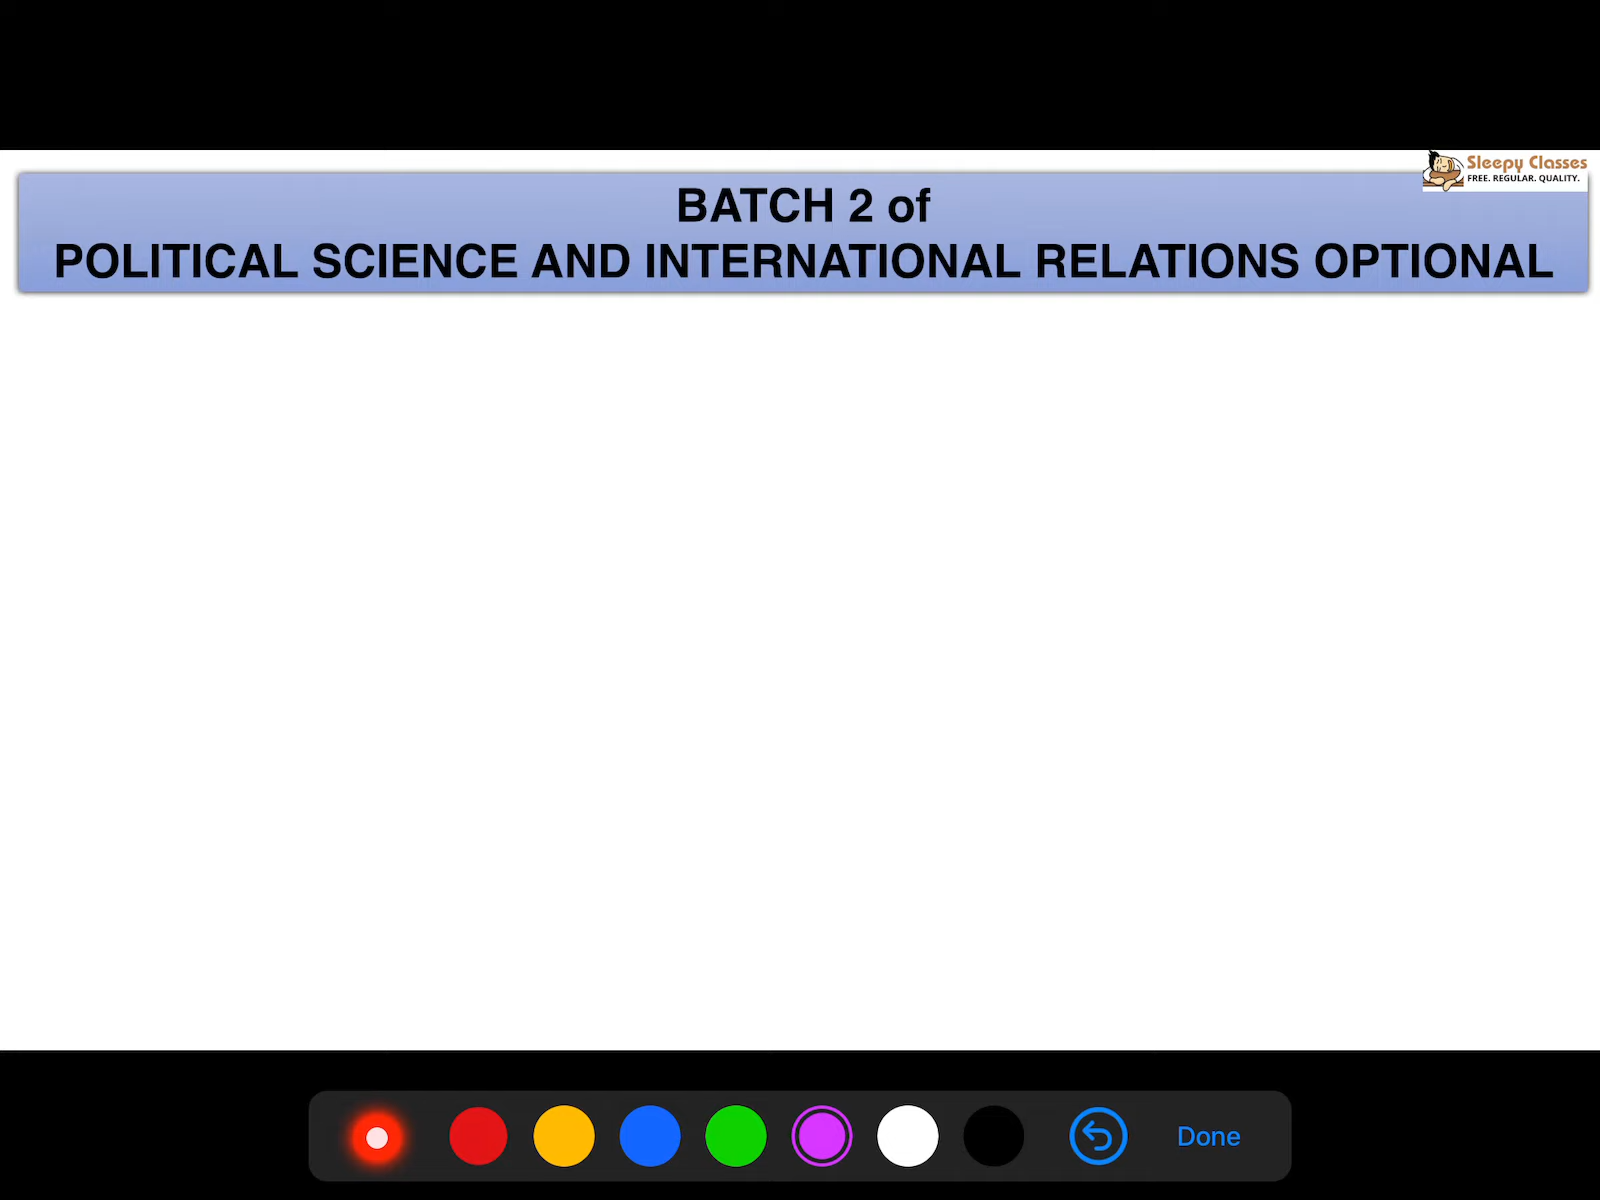 Sleepy Classes
FREE. REGULAR. QUALITY.
BATCH 2 of
POLITICAL SCIENCE AND INTERNATIONAL RELATIONS OPTIONAL
Done